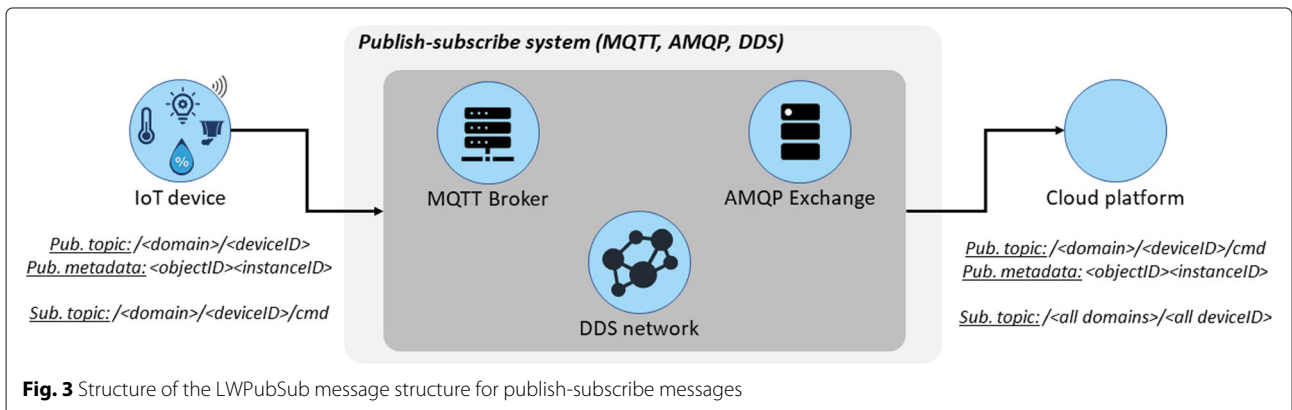 Publish-subscribe system (MQTT, AMQP, DDS)
%
IoT device
MQTT Broker
AMQP Exchange
Cloud platform
DDS network
Pub. topic: /<domain>/<deviceID>
Pub. metadata: <objectID><instanceID>
Sub. topic: /<domain>/<deviceID>/cmd
Pub. topic: /<domain>/<deviceID>/cmd
Pub. metadata: <objectID><instanceID>
Sub. topic: /<all domains>/<all deviceID>
Fig. 3 Structure of the LWPubSub message structure for publish-subscribe messages